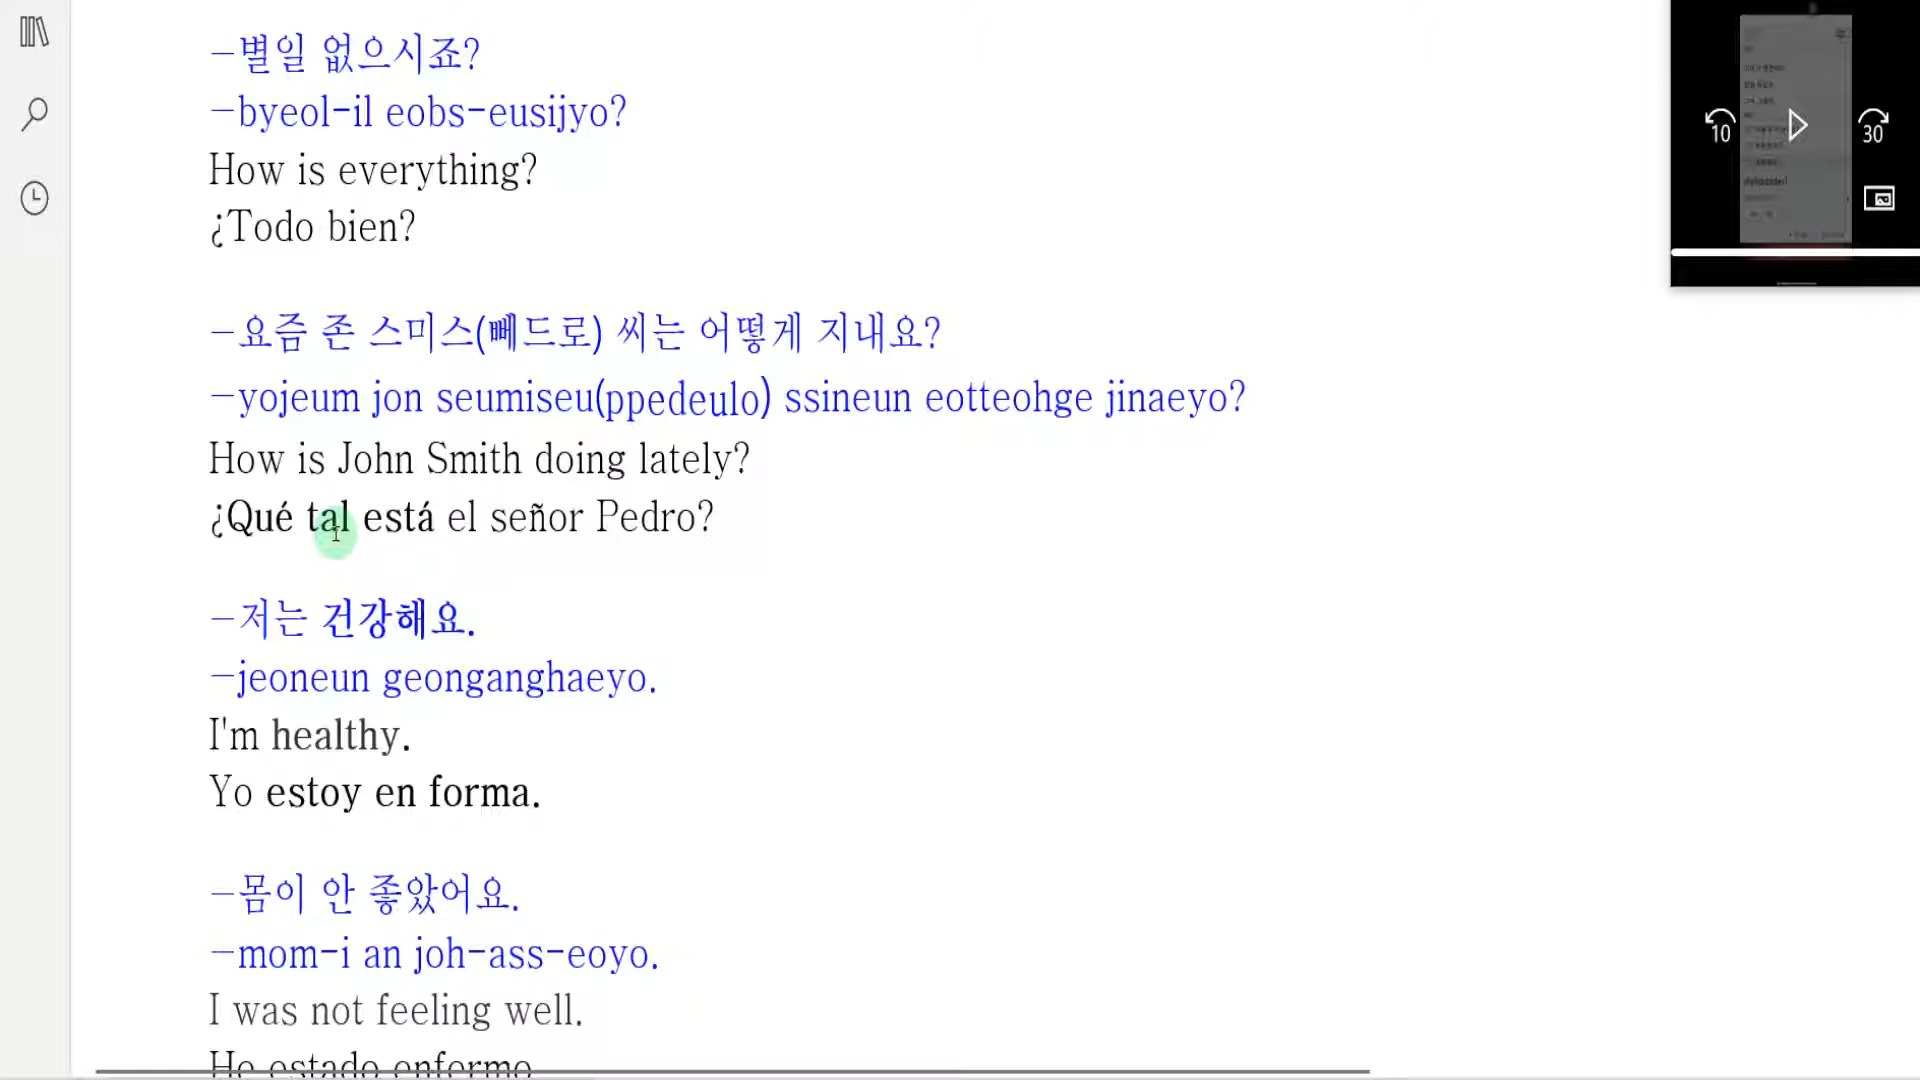 -별일 없으시죠?
-byeol-il eobs-eusijyo?
How is everything?
¿Todo bien?
-요즘 존 스미스(뻬드로) 씨는 어떻게 지내요?
-yojeum jon seumiseu(ppedeulo) ssineun eotteohge jinaeyo?
How is John Smith doing lately?
¿Qué tal está el señor Pedro?
-저는 건강해요.
-jeoneun geonganghaeyo.
I'm healthy.
Yo estoy en forma.
-몸이 안 좋았어요.
-mom-i an joh-ass-eoyo.
I was not feeling well.
He estado enfermo
10
30